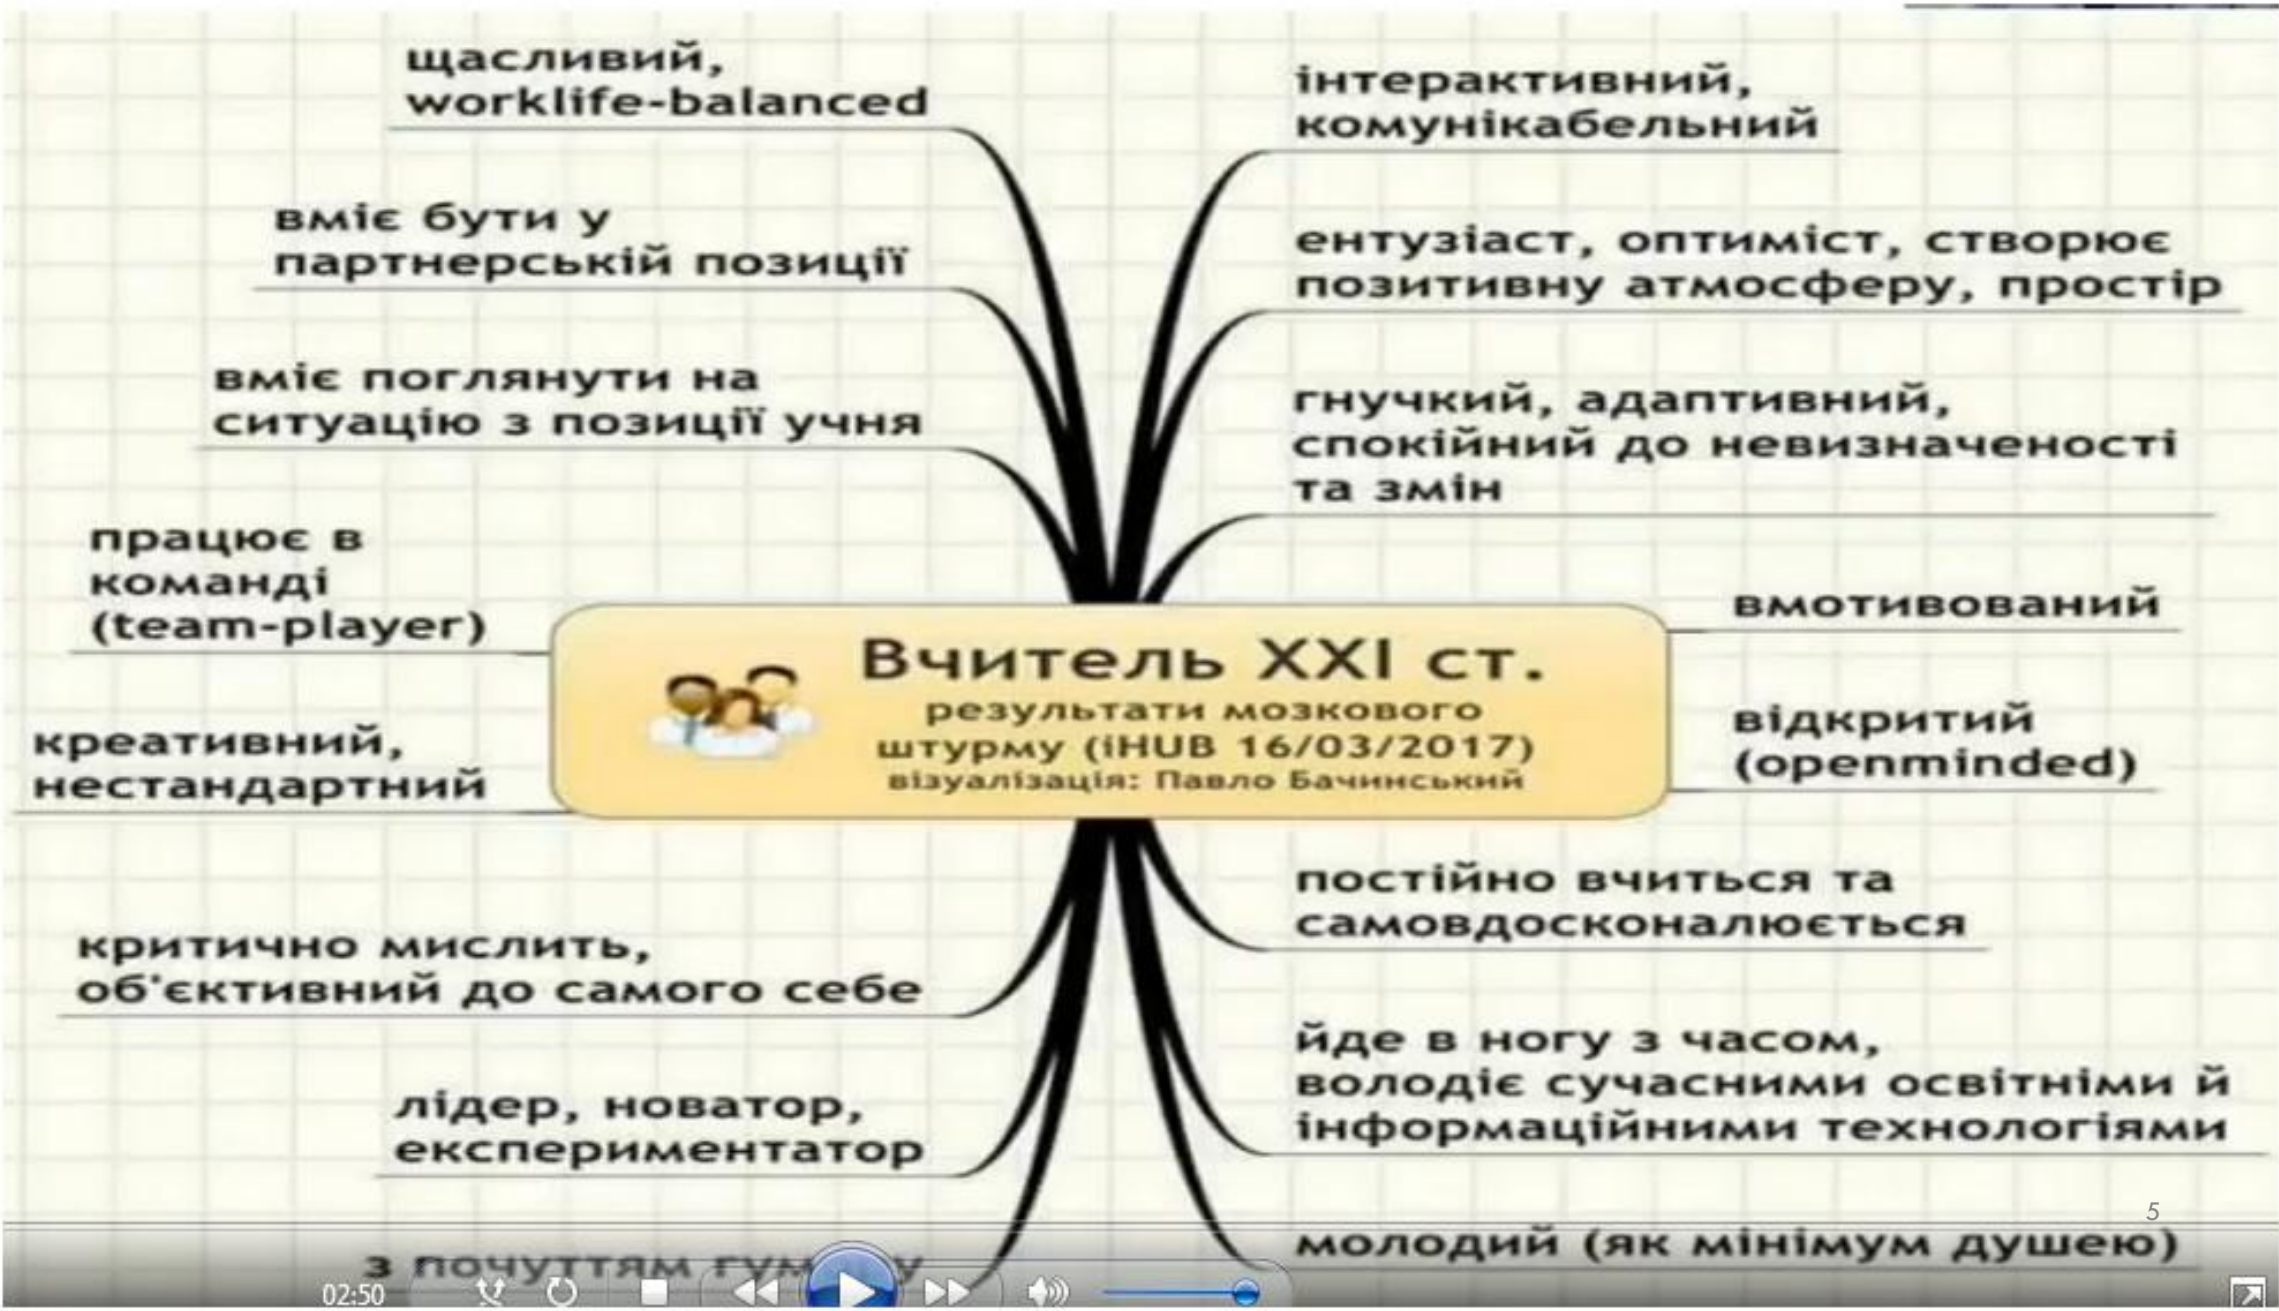 щасливий,
worklife-balanced
вміє бути у
партнерській позиції
вміє поглянути на
ситуацію з позиції учня
працює в
команді
(team-player)
креативний,
нестандартний
критично мислить,
об'єктивний до самого себе
лідер, новатор,
експериментатор
з почуттям
Вчитель XXI ст.
результати мозкового
штурму (iHUB 16/03/2017)
візуалізація: Павло Бачинський
інтерактивний,
комунікабельний
ентузіаст, оптиміст, створює
позитивну атмосферу, простір
гнучкий, адаптивний,
спокійний до невизначеності
та змін
вмотивований
відкритий
(openminded)
постійно вчиться та
самовдосконалюється
йде в ногу з часом,
володіє сучасними освітніми й
інформаційними технологіями
5
молодий (як мінімум душею)
02:50